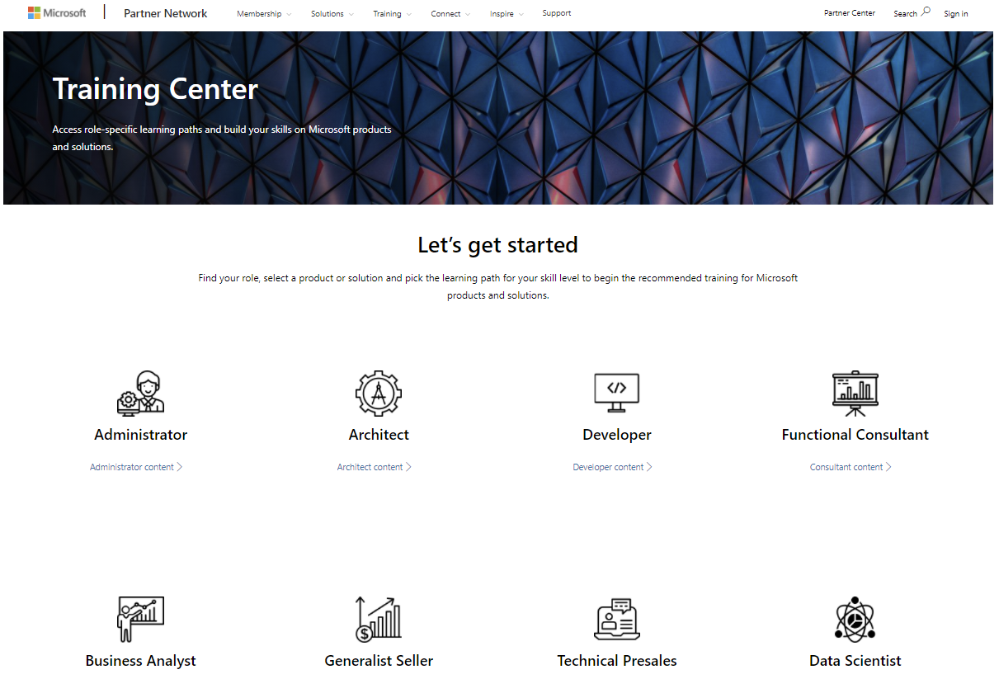 Microsoft
Partner Network
Membership
Solutions
Training
Connect
Inspire
Support
Partner Center
Search
Sign in
Training Center
Access role-specific learning paths and build your skills on Microsoft products
and solutions.
Let’s get started
Find your role, select a product or solution and pick the learning path for your skill level to begin the recommended training for Microsoft
products and solutions.
Administrator
Architect
Developer
Functional Consultant
Administrator content
Architect content
Developer content
Consultant content
Business Analyst
Generalist Seller
Technical Presales
Data Scientist